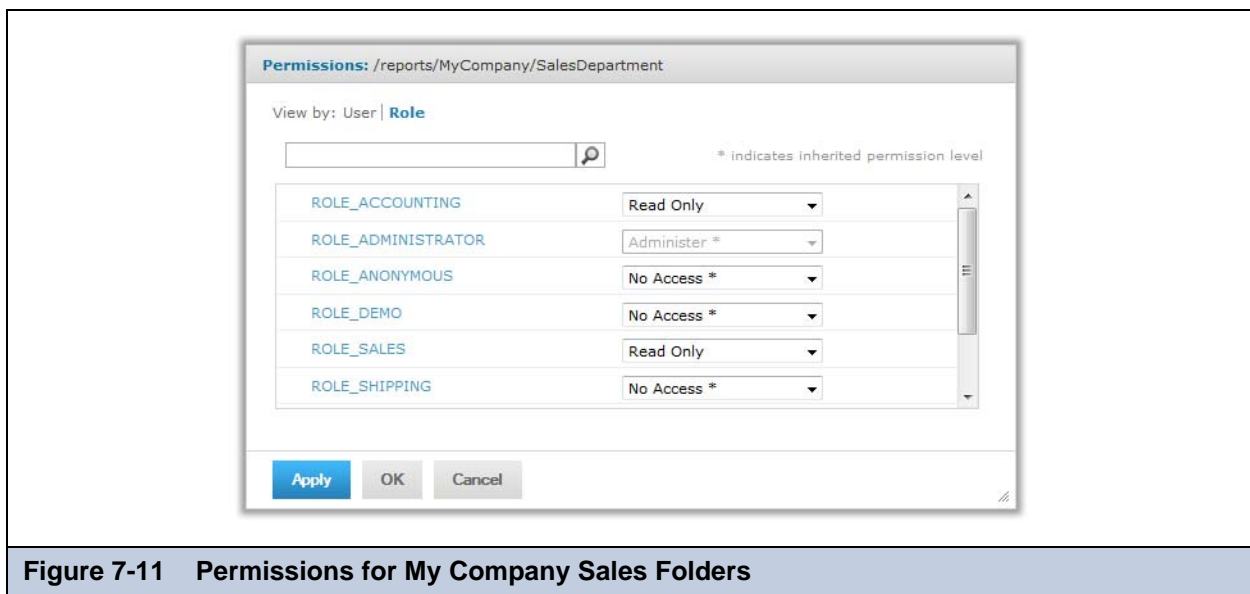 Permissions: /reports/MyCompany/SalesDepartment
View by: User | Role
* indicates inherited permission level
ROLE_ACCOUNTING Read Only
ROLE_ADMINISTRATOR Administer *
ROLE_ANONYMOUS No Access *
ROLE_DEMO No Access *
ROLE_SALES Read Only
ROLE_SHIPPING No Access *
Apply OK Cancel
Figure 7-11 Permissions for My Company Sales Folders